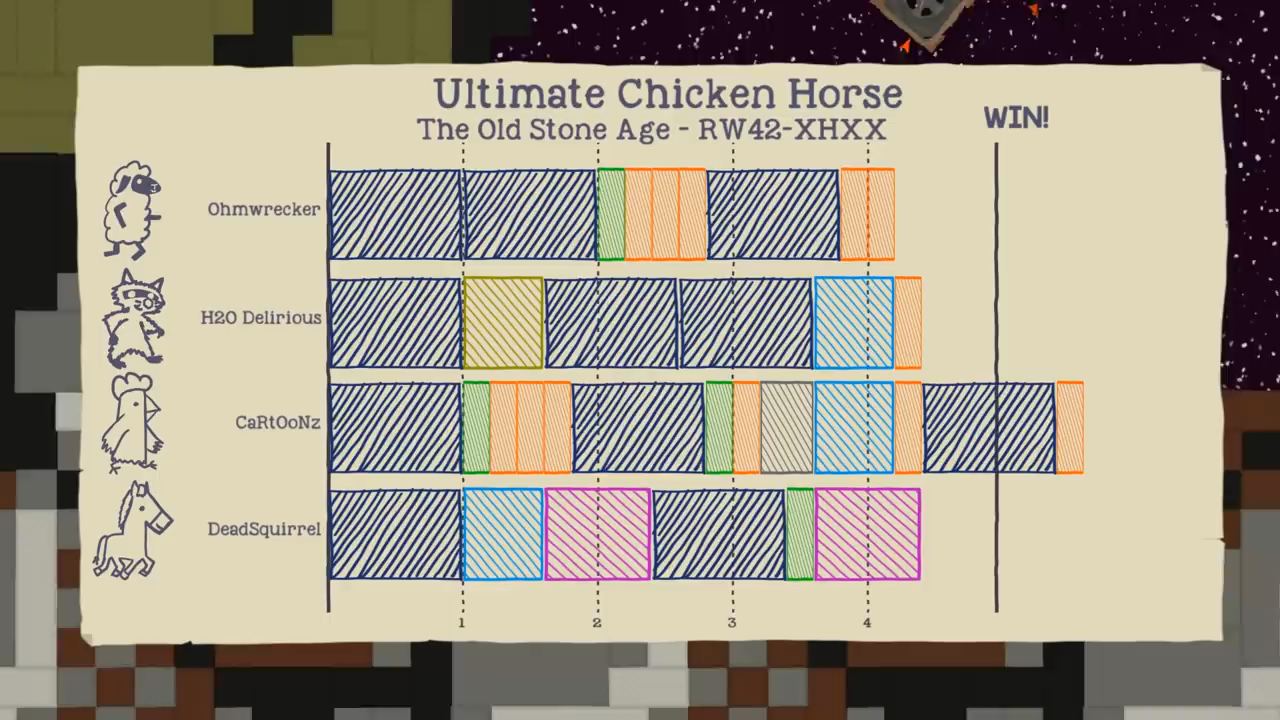 Ultimate Chicken Horse
The Old Stone Age - RW42-XHXX
WIN!
Ohmwrecker
H2O Delirious
CaRtOoNz
DeadSquirrel
1 2 3 4